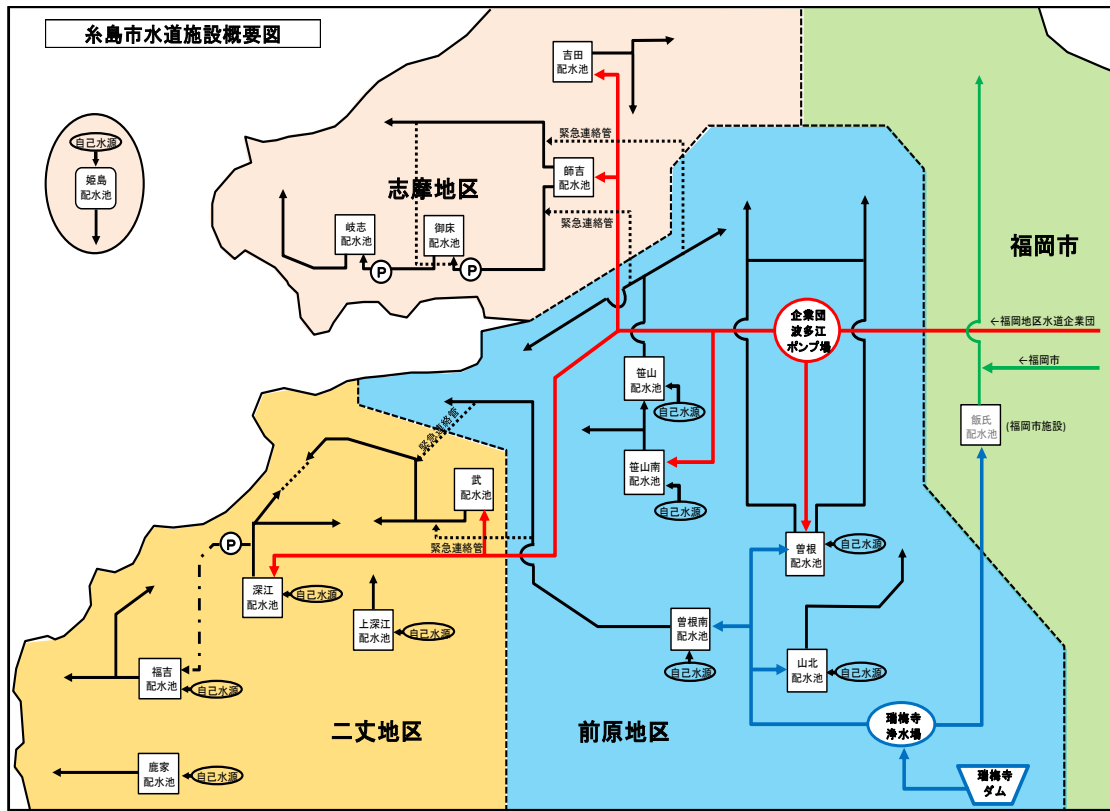 糸島市水道施設概要図
吉田
配水池
自己水源
姫島
配水池
緊急連絡管
志摩地区
師吉
配水池
緊急連絡管
岐志
配水池
御床
配水池
P
P
福岡市
企業団
波多江
ポンプ場
←福岡地区水道企業団
←福岡市
笹山
配水池
自己水源
飯氏
配水池
(福岡市施設)
緊急連絡管
笹山南
配水池
自己水源
武
配水池
緊急連絡管
P
曽根
配水池
自己水源
深江
配水池
自己水源
上深江
配水池
自己水源
曽根南
配水池
自己水源
山北
配水池
自己水源
福吉
配水池
自己水源
二丈地区
前原地区
瑞梅寺
浄水場
鹿家
配水池
自己水源
瑞梅寺
ダム